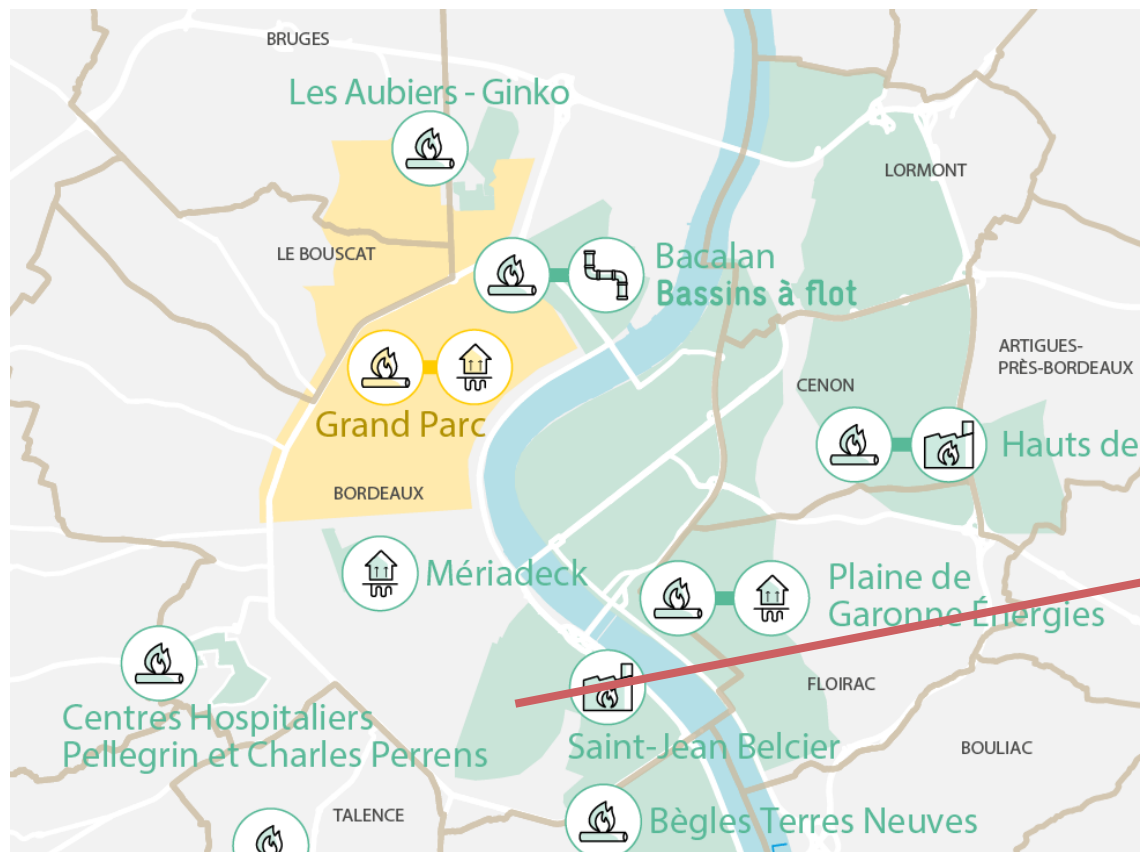 BRUGES
Les Aubiers - Ginko
LORMONT
LE BOUSCAT
Bacalan
Bassins à flot
ARTIGUES-
PRÈS-BORDEAUX
CENON
Grand Parc
Hauts de
BORDEAUX
Mériadeck
Plaine de
Garonne Énergies
FLOIRAC
Centres Hospitaliers
Pellegrin et Charles Perrens
Saint-Jean Belcier
BOULIAC
TALENCE
Bègles Terres Neuves